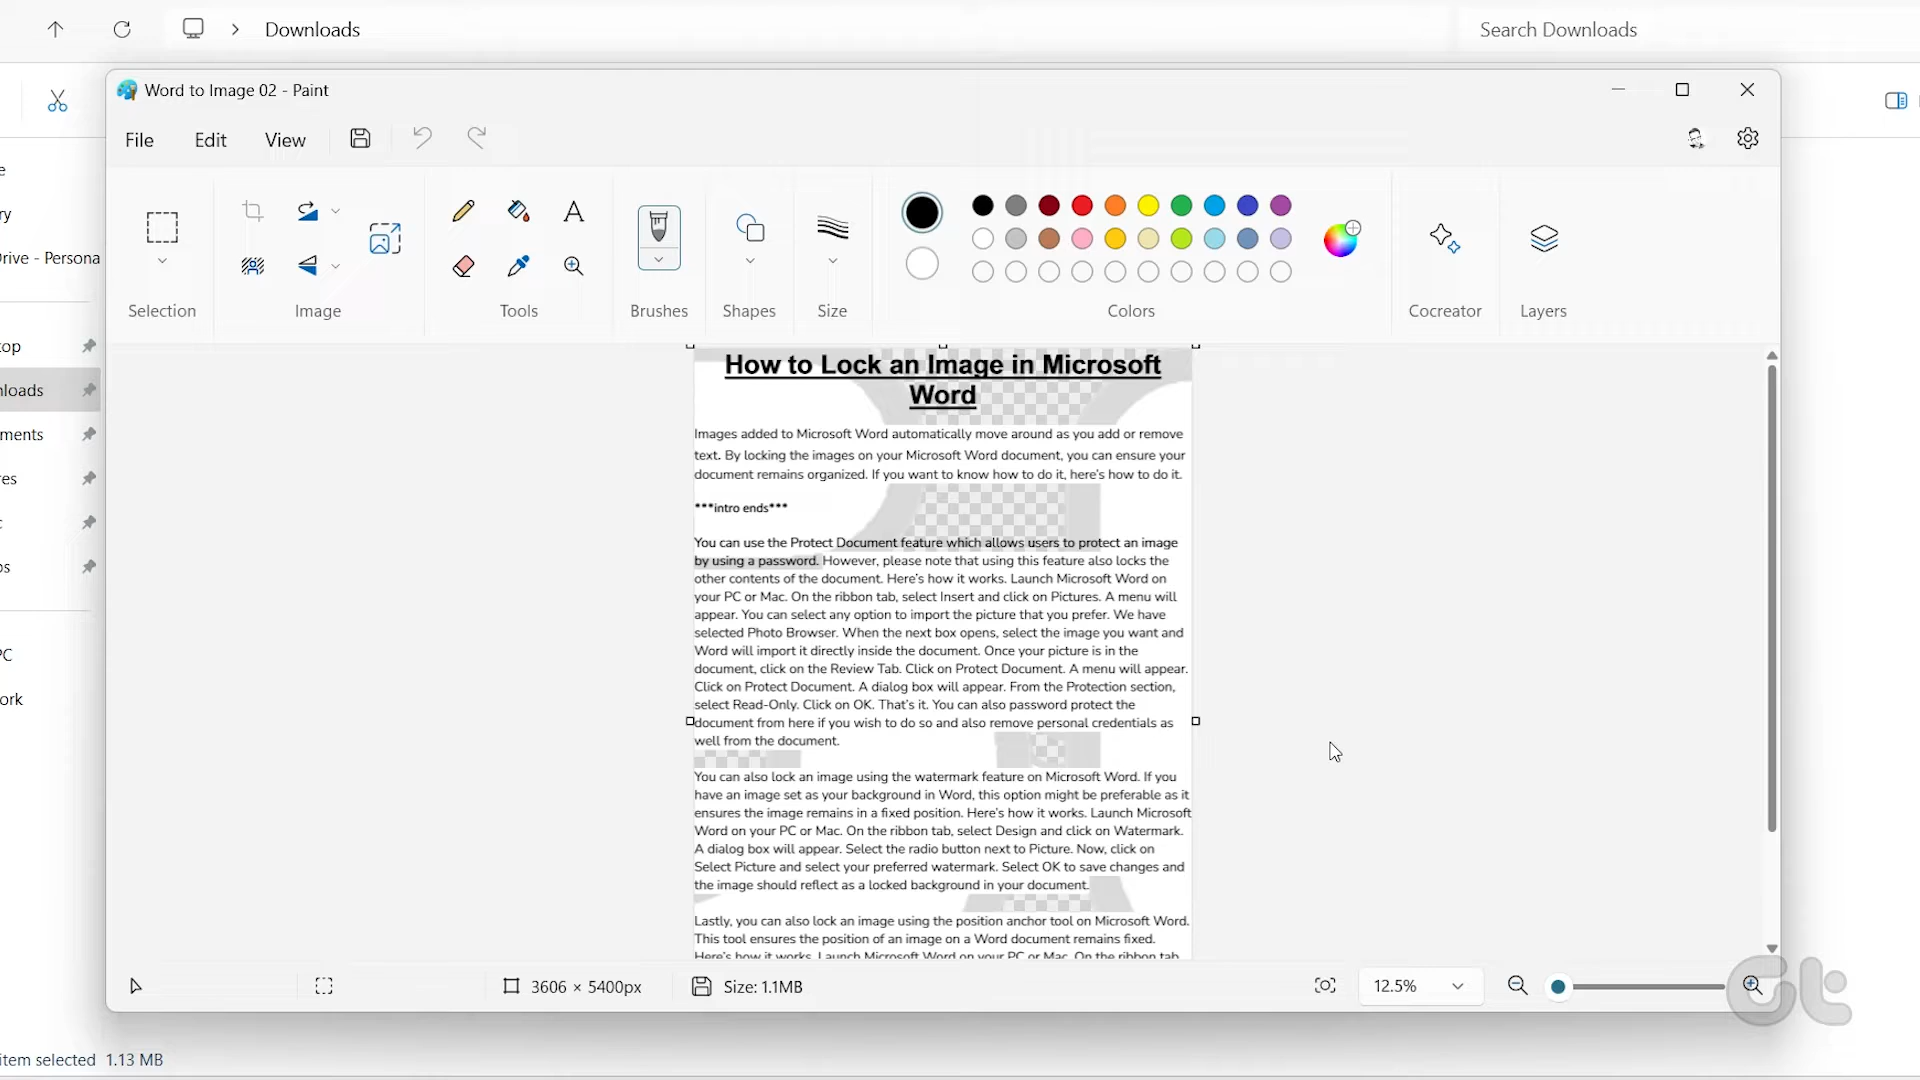 Downloads
Search Downloads
Word to Image 02 - Paint
File Edit View
Selection Image Tools Brushes Shapes Size Colors Cocreator Layers
Drive - Persona
How to Lock an Image in Microsoft
Word
Images added to Microsoft Word automatically move around as you add or remove
text. By locking the images on your Microsoft Word document, you can ensure your
document remains organized. If you want to know how to do it, here's how to do it.
***intro ends***
You can use the Protect Document feature which allows users to protect an image
by using a password. However, please note that using this feature also locks the
other contents of the document. Here's how it works. Launch Microsoft Word on
your PC or Mac. On the ribbon tab, select Insert and click on Pictures. A menu will
appear. You can select any option to import the picture that you prefer. We have
selected Photo Browser. When the next box opens, select the image you want and
Word will import it directly inside the document. Once your picture is in the
document, click on the Review Tab. Click on Protect Document. A menu will appear.
Click on Protect Document. A dialog box will appear. From the Protection section,
select Read-Only. Click on OK. That's it. You can also password protect the
document from here if you wish to do so and also remove personal credentials as
well from the document.
You can also lock an image using the watermark feature on Microsoft Word. If you
have an image set as your background in Word, this option might be preferable as it
ensures the image remains in a fixed position. Here's how it works. Launch Microsoft
Word on your PC or Mac. On the ribbon tab, select Design and click on Watermark.
A dialog box will appear. Select the radio button next to Picture. Now, click on
Select Picture and select your preferred watermark. Select OK to save changes and
the image should reflect as a locked background in your document.
Lastly, you can also lock an image using the position anchor tool on Microsoft Word.
This tool ensures the position of an image on a Word document remains fixed.
Here's how it works. Launch Microsoft Word on your PC or Mac. On the ribbon tab,
3606 × 5400px Size: 1.1MB 12.5%
item selected 1.13 MB
Gt